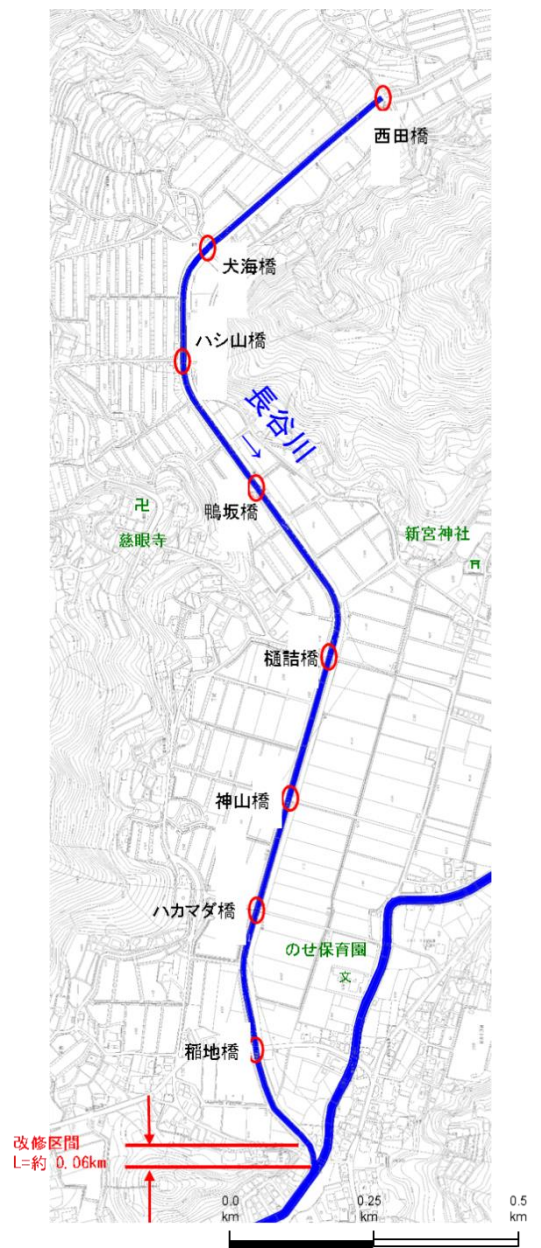 西田橋
犬海橋
ハシ山橋
長谷川
→
鴨坂橋
卍
慈眼寺
新宮神社
樋詰橋
神山橋
ハカマダ橋
のせ保育園
文
稲地橋
改修区間
L=約 0.06km
0.0 0.25 0.5
km km km